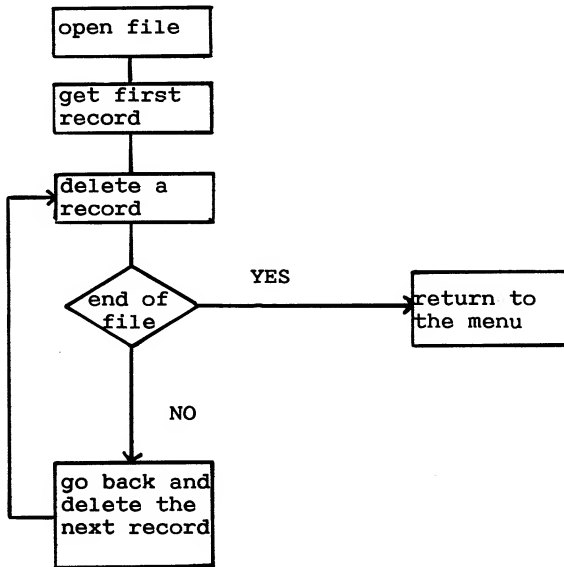 open file
get first
record
delete a
record
end of
file
YES
return to
the menu
NO
go back and
delete the
next record